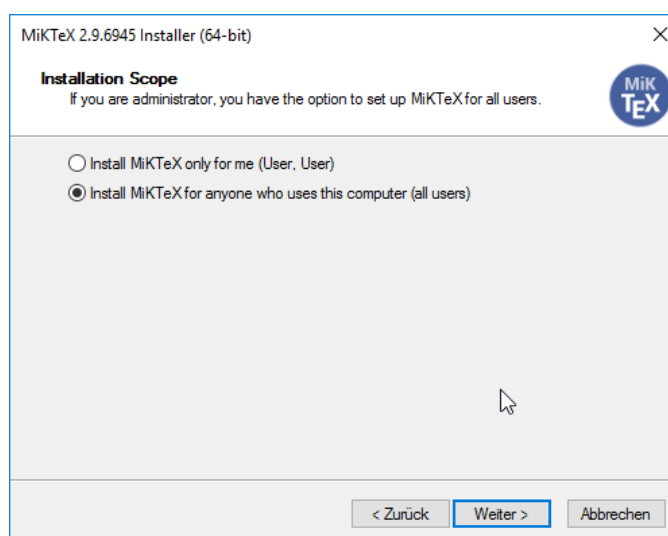 MiKTeX 2.9.6945 Installer (64-bit)
Installation Scope
If you are administrator, you have the option to set up MiKTeX for all users.
MiK
TEX
Install MiKTeX only for me (User, User)
Install MiKTeX for anyone who uses this computer (all users)
< Zurück
Weiter >
Abbrechen